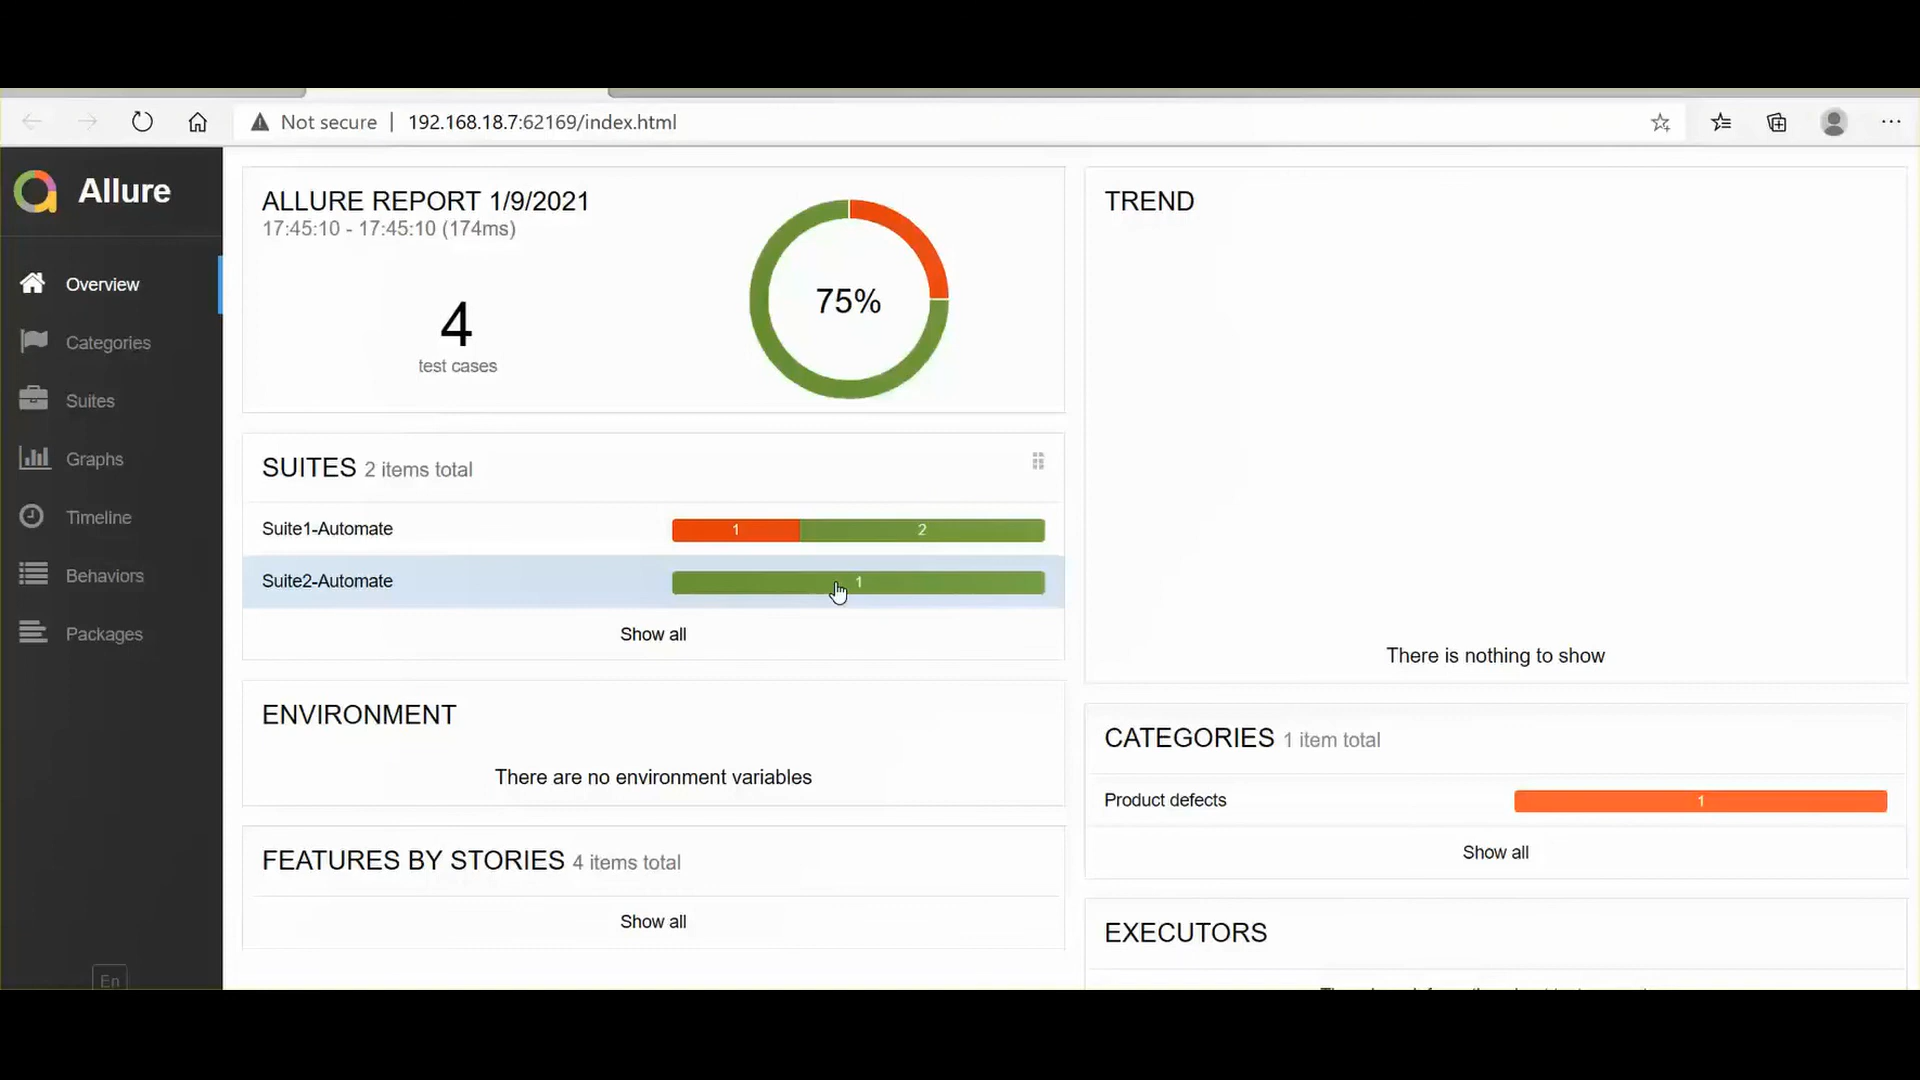 Not secure | 192.168.18.7:62169/index.html
Allure
Overview
Categories
Suites
Graphs
Timeline
Behaviors
Packages
En
ALLURE REPORT 1/9/2021
17:45:10 - 17:45:10 (174ms)
4
test cases
75%
SUITES 2 items total
Suite1-Automate 1 2
Suite2-Automate 1
Show all
ENVIRONMENT
There are no environment variables
FEATURES BY STORIES 4 items total
Show all
TREND
There is nothing to show
CATEGORIES 1 item total
Product defects 1
Show all
EXECUTORS